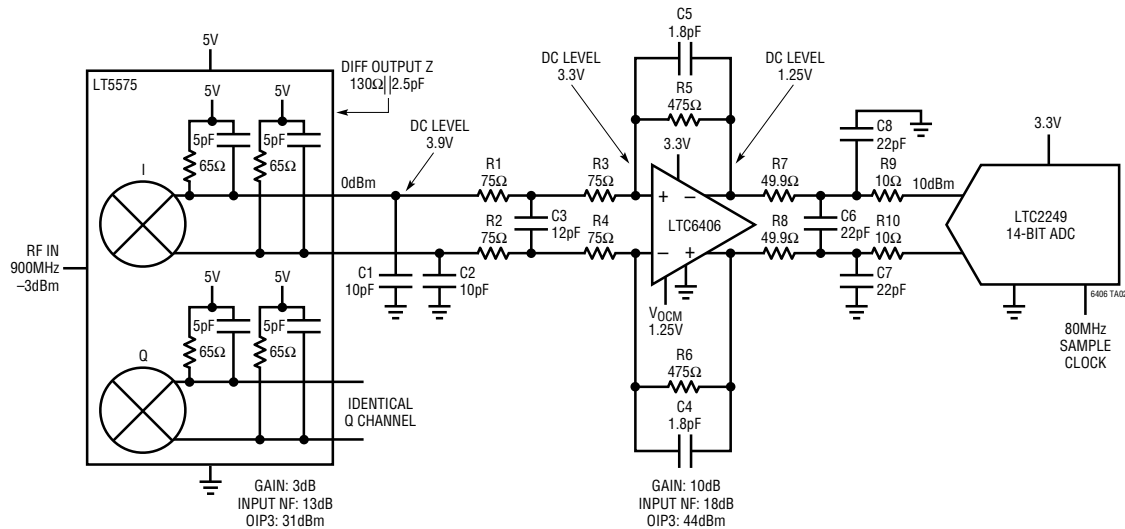 5V
LT5575
DIFF OUTPUT Z
130Ω||2.5pF
5V
5V
5pF
5pF
65Ω
65Ω
I
DC LEVEL
3.9V
0dBm
RF IN
900MHz
–3dBm
5V
5V
5pF
5pF
65Ω
65Ω
Q
IDENTICAL
Q CHANNEL
GAIN: 3dB
INPUT NF: 13dB
OIP3: 31dBm
C1
10pF
C2
10pF
R1
75Ω
R2
75Ω
C3
12pF
R3
75Ω
R4
75Ω
DC LEVEL
3.3V
C5
1.8pF
R5
475Ω
DC LEVEL
1.25V
3.3V
+ –
LTC6406
– +
VOCM
1.25V
R6
475Ω
C4
1.8pF
GAIN: 10dB
INPUT NF: 18dB
OIP3: 44dBm
R7
49.9Ω
R8
49.9Ω
C8
22pF
C6
22pF
C7
22pF
R9
10Ω
R10
10Ω
10dBm
3.3V
LTC2249
14-BIT ADC
6406 TA02
80MHz
SAMPLE
CLOCK